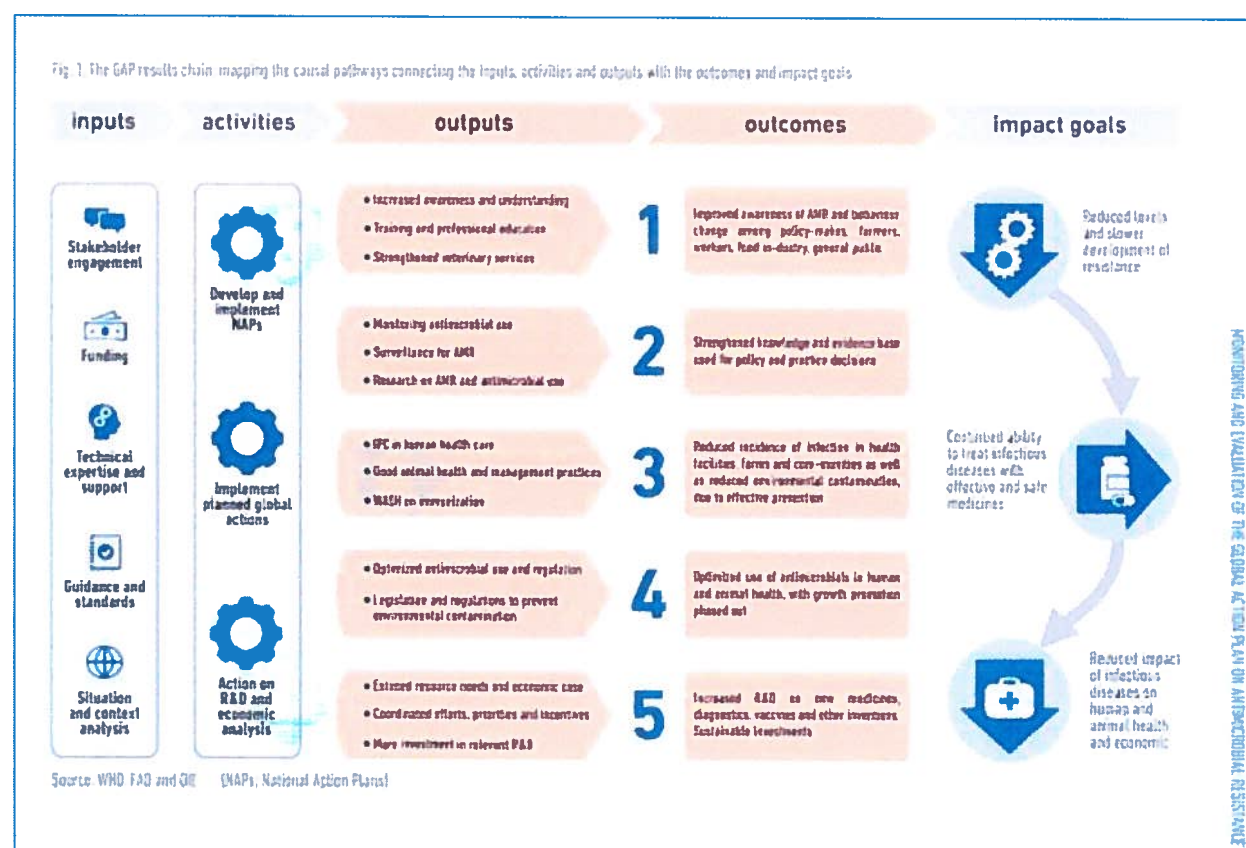 Fig. 1. The GAP results chain: mapping the causal pathways connecting the inputs, activities and outputs with the outcomes and impact goals
inputs
activities
outputs
outcomes
impact goals
Stakeholder
engagement
Funding
Technical
expertise and
support
Guidance and
standards
Situation
and context
analysis
Develop and
implement
NAPs
Implement
planned global
actions
Action on
R&D and
economic
analysis
• Increased awareness and understanding
• Training and professional education
• Strengthened veterinary services
1
Improved awareness of AMR and behaviour
change among policy-makes, farmers,
workers, food in-dustry, general public
• Monitoring antimicrobial use
• Surveillance for AMR
• Research on AMR and antimicrobial use
2
Strengthened knowledge and evidence base
used for policy and practice decisions
• IPC in human health care
• Good animal health and management practices
• WASH on immunization
3
Reduced incidence of infection in health
facilities, farms and com-munities as well
as reduced environmental contamination,
due to effective prevention
• Optimized antimicrobial use and regulation
• Legislature and regulations to prevent
environmental contamination
4
Optimized use of antimicrobials in human
and animal health, with growth promotion
phased out
• resource needs and economic case
• Coordinated efforts, priorities and incentives
• More investment in relevant R&D
5
Increased R&D on new medicines,
diagnostics, vaccines and other
Sustainable investments
Reduced levels
and slower
development of
resistance
Continued ability
to treat infectious
diseases with
effective and safe
medicines
Reduced impact
of infectious
diseases on
human and
animal health
and economic
Source: WHO, FAO and OIE (NAPs, National Action Plans)
MONITORING AND EVALUATION OF THE GLOBAL ACTION PLAN ON ANTIMICROBIAL RESISTANCE